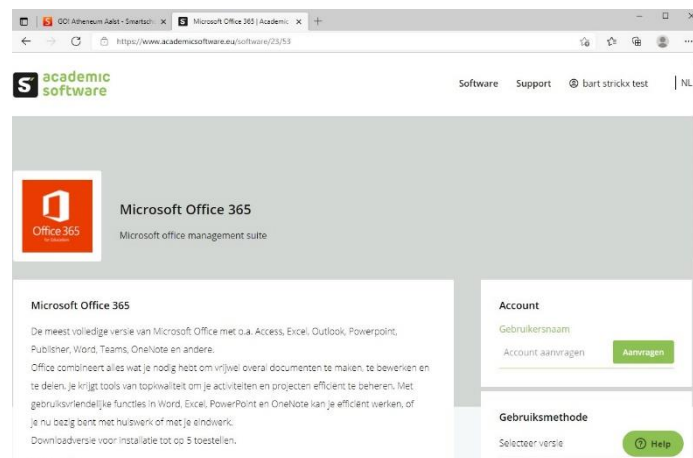 GO! Atheneum Aalst - Smartsch
Microsoft Office 365 | Academic
https://www.academicsoftware.eu/software/23/53
academic
software
Software Support bart strickx test NL
Office 365
for Education
Microsoft Office 365
Microsoft office management suite
Microsoft Office 365
De meest volledige versie van Microsoft Office met o.a. Access, Excel, Outlook, Powerpoint,
Publisher, Word, Teams, OneNote en andere.
Office combineert alles wat je nodig hebt om vrijwel overal documenten te maken, te bewerken en
te delen. Je krijgt tools van topkwaliteit om je activiteiten en projecten efficiënt te beheren. Met
gebruiksvriendelijke functies in Word, Excel, PowerPoint en OneNote kan je efficiënt werken, of
je nu bezig bent met huiswerk of met je eindwerk.
Downloadversie voor installatie tot op 5 toestellen.
Account
Gebruikersnaam
Account aanvragen Aanvragen
Gebruiksmethode
Selecteer versie
Help